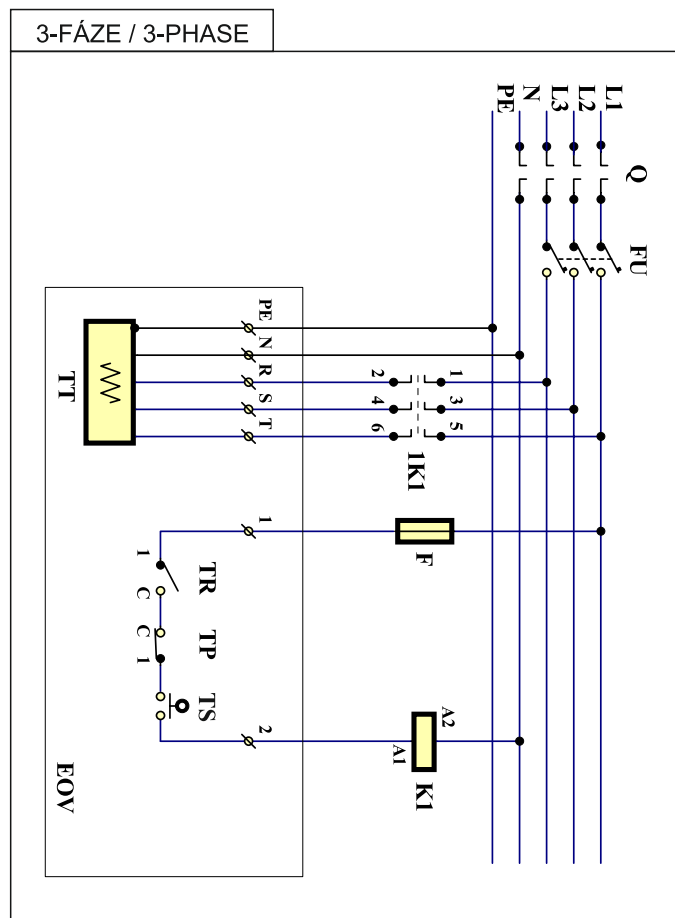 3-FÁZE / 3-PHASE
L1
L2
L3
N
PE
Q
FU
PE
N
R
S
T
TT
2
4
6
1
3
5
1K1
1
F
1
C
TR
C
1
TP
TS
2
A2
A1
K1
EOV